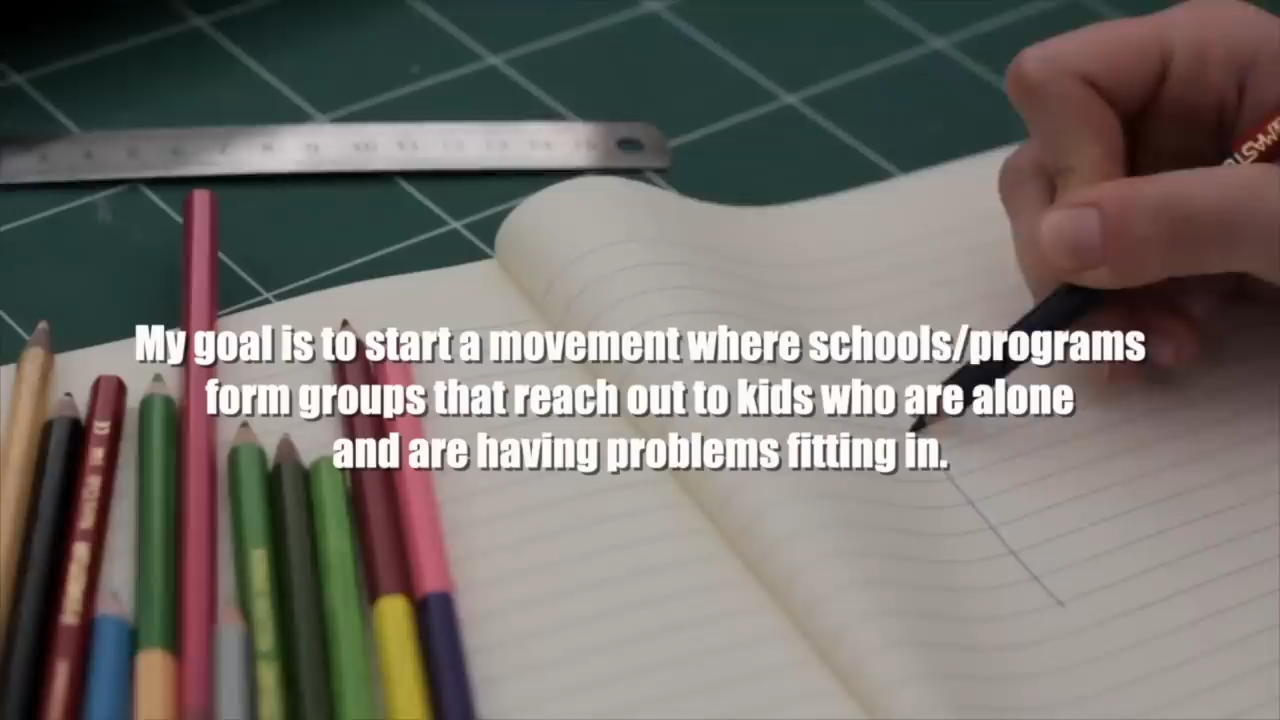 My goal is to start a movement where schools/programs
form groups that reach out to kids who are alone
and are having problems fitting in.